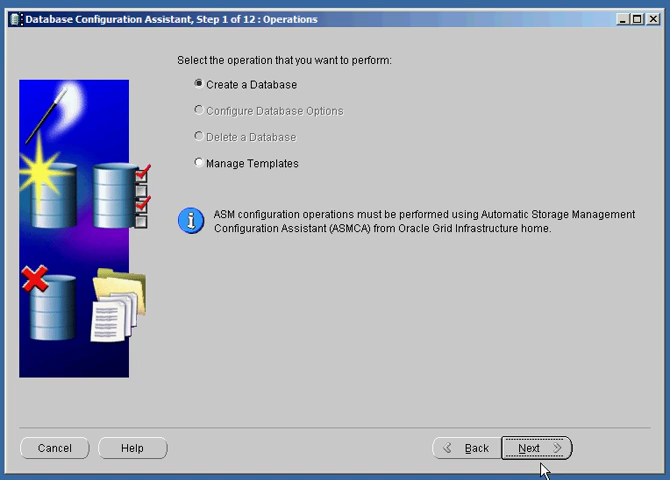 Database Configuration Assistant, Step 1 of 12 : Operations
Select the operation that you want to perform:
Create a Database
Configure Database Options
Delete a Database
Manage Templates
ASM configuration operations must be performed using Automatic Storage Management
Configuration Assistant (ASMCA) from Oracle Grid Infrastructure home.
Cancel
Help
Back
Next